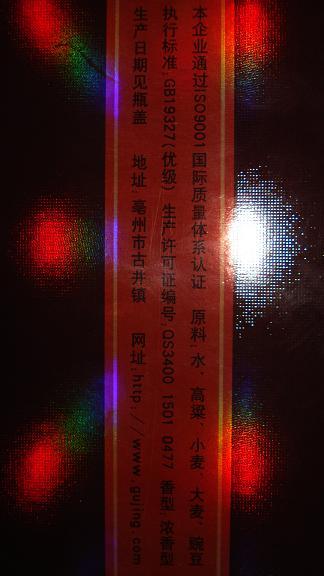 本企业通过ISO9001国际质量体系认证 原料:水、高粱、小麦、大麦、豌豆
执行标准:GB19327(优级) 生产许可证编号:QS3400 1501 0477 香型:浓香型
生产日期见瓶盖 地址:亳州市古井镇 网址:http://www.gujing.com